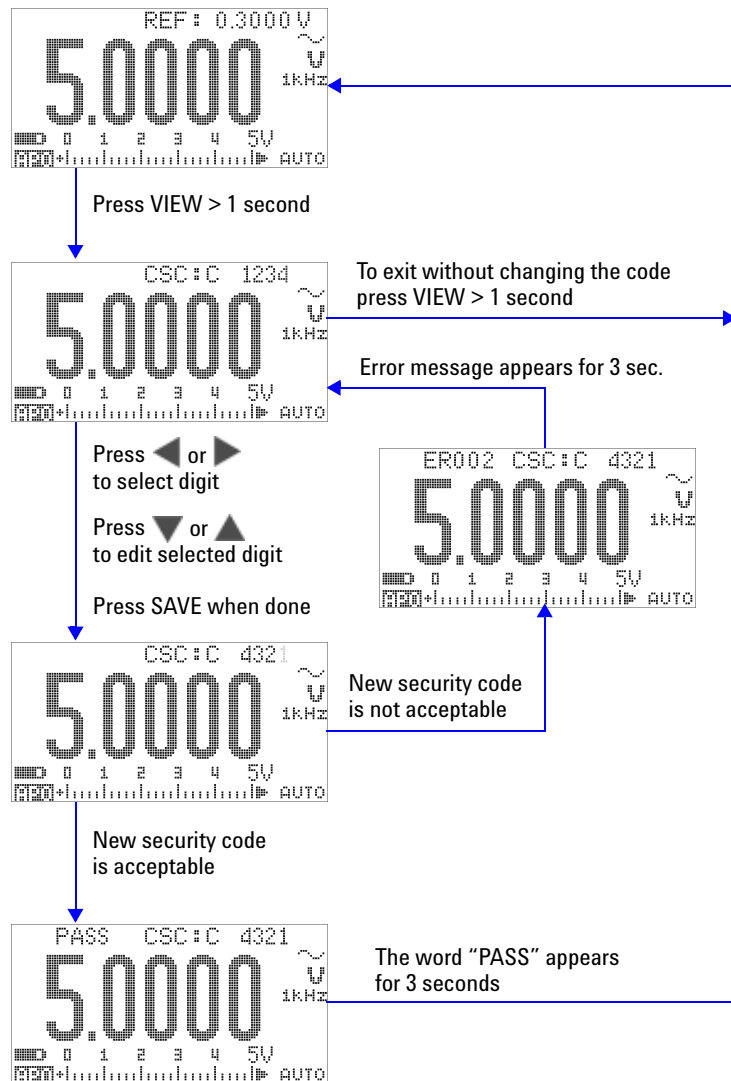 REF: 0.3000 V
5.0000
V
1kHz
0 1 2 3 4 5V
APO AUTO
Press VIEW > 1 second
CSC:C 1234
5.0000
V
1kHz
0 1 2 3 4 5V
APO AUTO
To exit without changing the code
press VIEW > 1 second
Error message appears for 3 sec.
Press ◀ or ▶
to select digit
Press ▼ or ▲
to edit selected digit
Press SAVE when done
ER002 CSC:C 4321
5.0000
V
1kHz
0 1 2 3 4 5V
APO AUTO
CSC:C 4321
5.0000
V
1kHz
0 1 2 3 4 5V
APO AUTO
New security code
is not acceptable
New security code
is acceptable
PASS CSC:C 4321
5.0000
V
1kHz
0 1 2 3 4 5V
APO AUTO
The word “PASS” appears
for 3 seconds